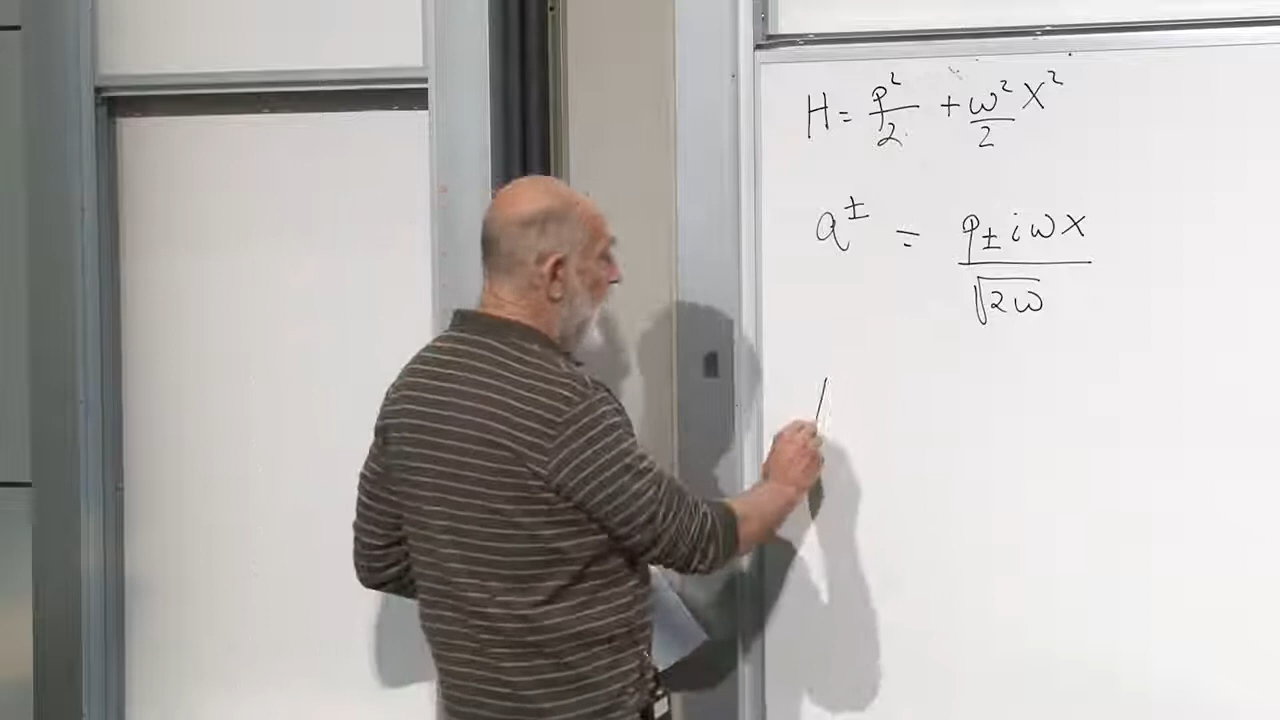 H = p²/2 + ω²/2 X²
a± = p ± iωx / √2ω